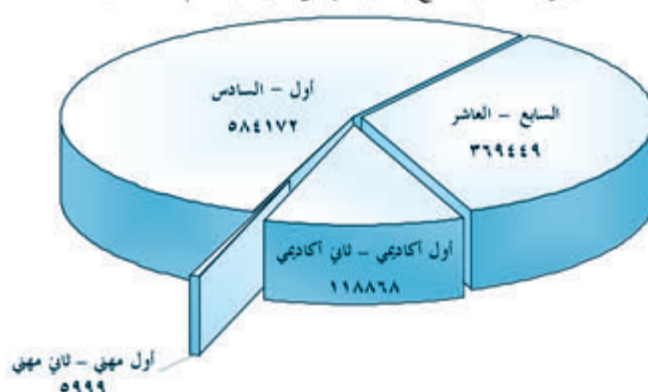 أول – السادس
٥٨٤١٧٢
السابع – العاشر
٣٦٩٤٤٩
أول أكاديمي – ثاني أكاديمي
١١٨٨٦٨
أول مهني – ثاني مهني
٥٩٩٩